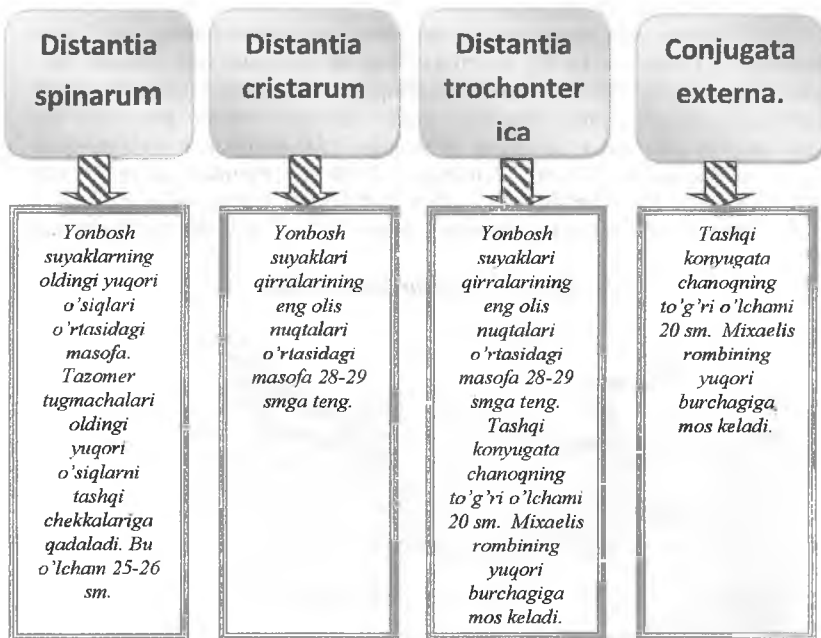 Distantia
spinarum
Yonbosh
suyaklarning
oldingi yuqori
o'siqlari
o'rtasidagi
masofa.
Tazomer
tugmachalari
oldingi
yuqori
o'siqlarni
tashqi
chekkalariga
qadaladi. Bu
o'lcham 25-26
sm.
Distantia
cristarum
Yonbosh
suyaklari
qirralarining
eng olis
nuqtalari
o'rtasidagi
masofa 28-29
smga teng.
Distantia
trochonter
ica
Yonbosh
suyaklari
qirralarining
eng olis
nuqtalari
o'rtasidagi
masofa 28-29
smga teng.
Tashqi
konyugata
chanoqning
to'g'ri o'lchami
20 sm. Mixaelis
rombining
yuqori
burchagiga
mos keladi.
Conjugata
externa.
Tashqi
konyugata
chanoqning
to'g'ri o'lchami
20 sm. Mixaelis
rombining
yuqori
burchagiga
mos keladi.